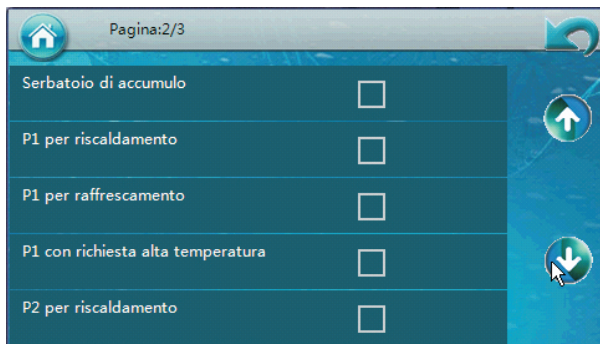 Pagina:2/3
Serbatoio di accumulo
P1 per riscaldamento
P1 per raffrescamento
P1 con richiesta alta temperatura
P2 per riscaldamento